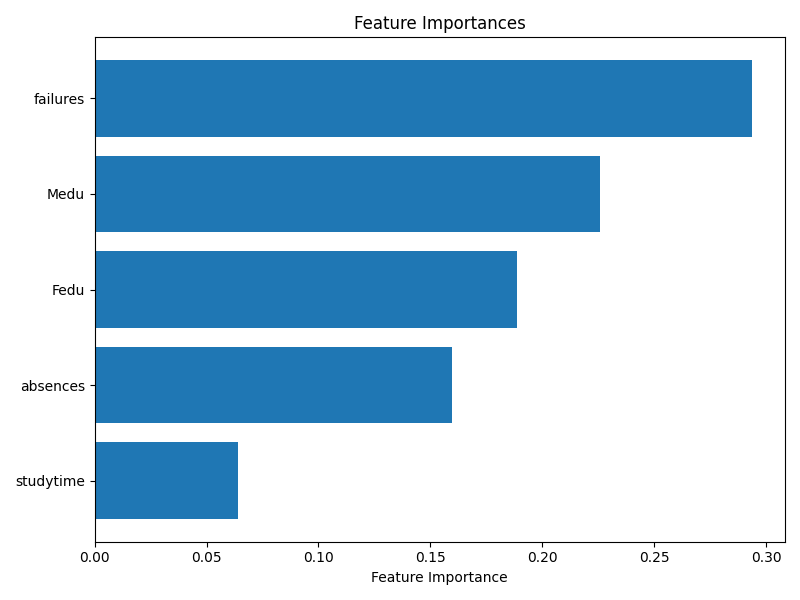 Feature Importances
failures
Medu
Fedu
absences
studytime
0.00 0.05 0.10 0.15 0.20 0.25 0.30
Feature Importance